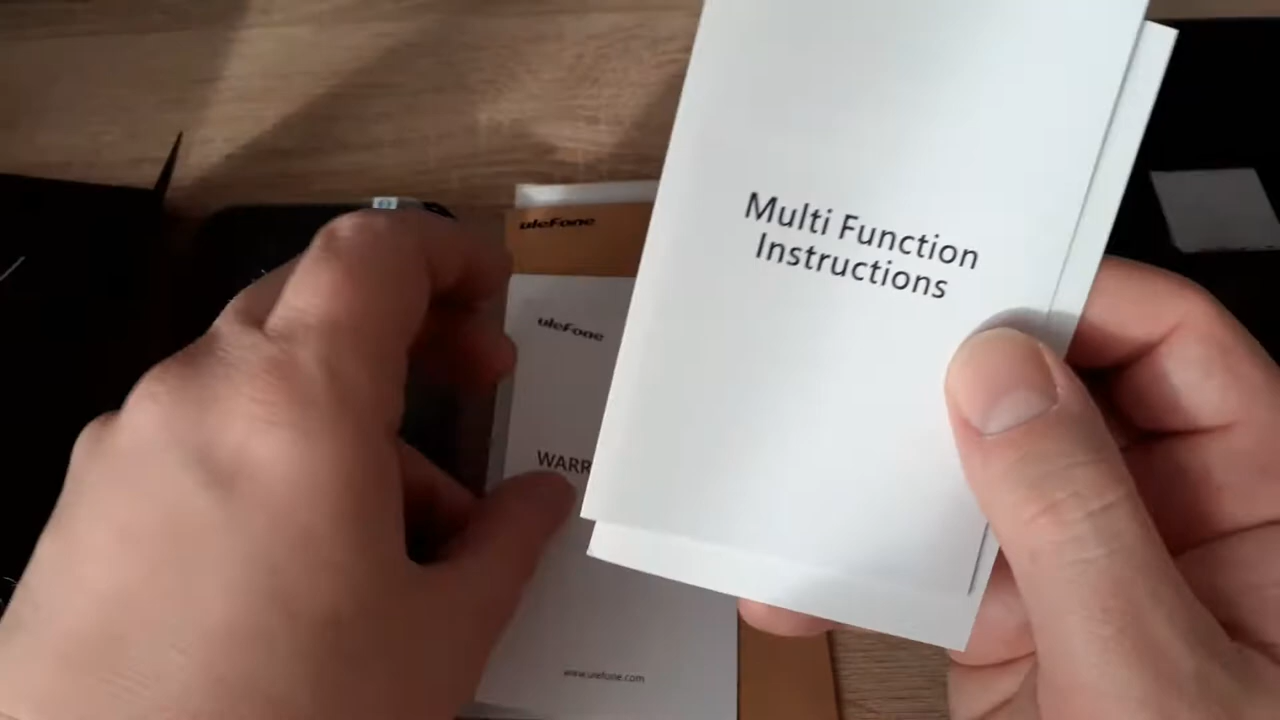 uleFone
Multi Function
Instructions
uleFone
WARR
www.ulefone.com